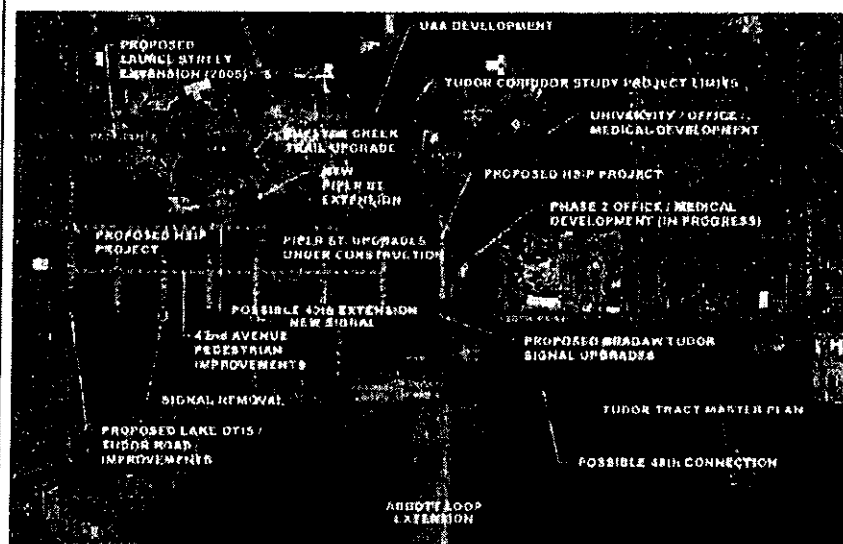 UAA DEVELOPMENT
PROPOSED
LAUREL STREET
EXTENSION (2005)
TUDOR CORRIDOR STUDY PROJECT LIMITS
UNIVERSITY / OFFICE /
MEDICAL DEVELOPMENT
CREEK
TRAIL UPGRADE
NEW
PIPER ST.
EXTENSION
PROPOSED HSIP PROJECT
PHASE 2 OFFICE / MEDICAL
DEVELOPMENT (IN PROGRESS)
PROPOSED HSIP
PROJECT
PIPER ST. UPGRADES
UNDER CONSTRUCTION
POSSIBLE 40th EXTENSION
NEW SIGNAL
42nd AVENUE
PEDESTRIAN
IMPROVEMENTS
PROPOSED BRAGAW TUDOR
SIGNAL UPGRADES
SIGNAL REMOVAL
TUDOR TRACT MASTER PLAN
PROPOSED LAKE OTIS /
TUDOR ROAD
IMPROVEMENTS
POSSIBLE 48th CONNECTION
ABBOTT LOOP
EXTENSION